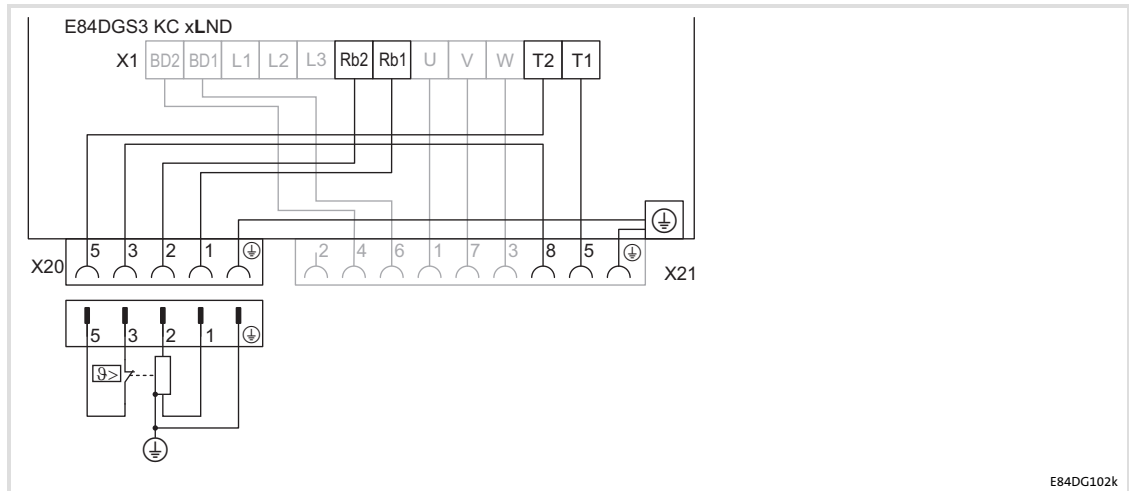 E84DGS3 KC xLND
X1 BD2 BD1 L1 L2 L3 Rb2 Rb1 U V W T2 T1
5 3 2 1 2 4 6 1 7 3 8 5
X20 X21
5 3 2 1
ϑ>
E84DG102k